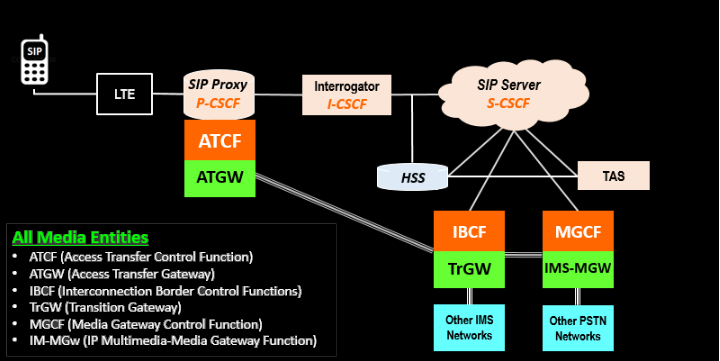 SIP
LTE
SIP Proxy
P-CSCF
Interrogator
I-CSCF
SIP Server
S-CSCF
ATCF
ATGW
HSS
TAS
IBCF
TrGW
MGCF
IMS-MGW
Other IMS
Networks
Other PSTN
Networks
All Media Entities
• ATCF (Access Transfer Control Function)
• ATGW (Access Transfer Gateway)
• IBCF (Interconnection Border Control Functions)
• TrGW (Transition Gateway)
• MGCF (Media Gateway Control Function)
• IM-MGw (IP Multimedia-Media Gateway Function)